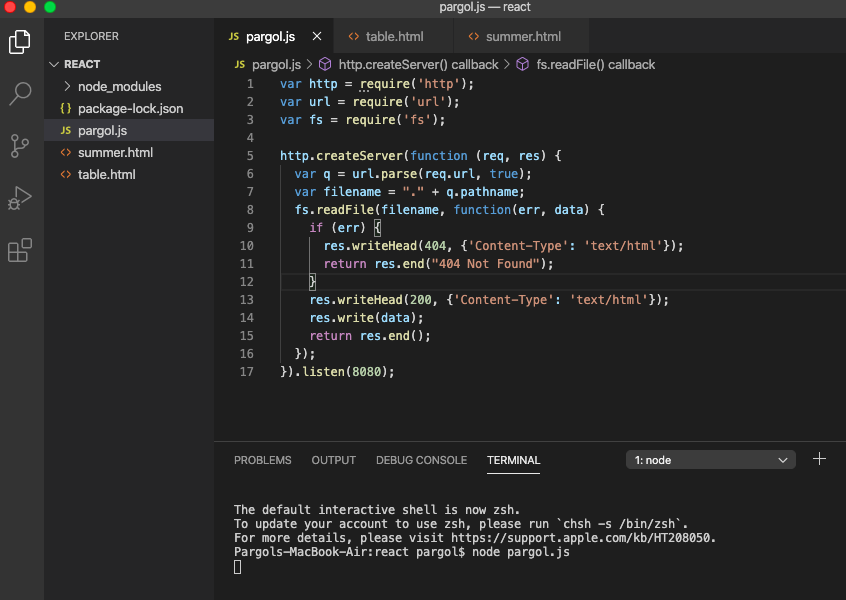 pargol.js — react
EXPLORER
REACT
node_modules
{} package-lock.json
JS pargol.js
<> summer.html
<> table.html
JS pargol.js × <> table.html <> summer.html
JS pargol.js > http.createServer() callback > fs.readFile() callback
1 var http = require('http');
2 var url = require('url');
3 var fs = require('fs');
4
5 http.createServer(function (req, res) {
6 var q = url.parse(req.url, true);
7 var filename = "." + q.pathname;
8 fs.readFile(filename, function(err, data) {
9 if (err) {
10 res.writeHead(404, {'Content-Type': 'text/html'});
11 return res.end("404 Not Found");
12 }
13 res.writeHead(200, {'Content-Type': 'text/html'});
14 res.write(data);
15 return res.end();
16 });
17 }).listen(8080);
PROBLEMS OUTPUT DEBUG CONSOLE TERMINAL 1: node
The default interactive shell is now zsh.
To update your account to use zsh, please run `chsh -s /bin/zsh`.
For more details, please visit https://support.apple.com/kb/HT208050.
Pargols-MacBook-Air:react pargol$ node pargol.js